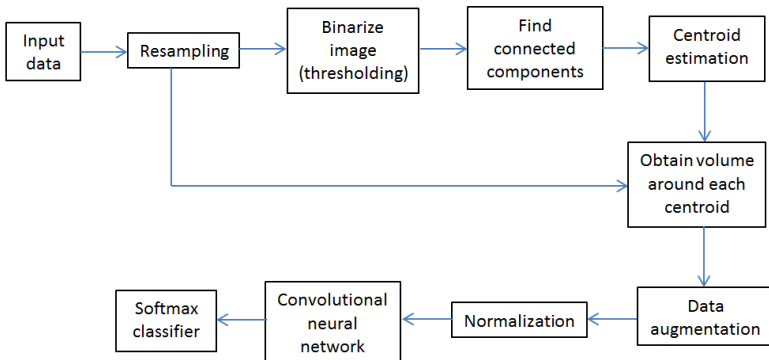 Input
data
Resampling
Binarize
image
(thresholding)
Find
connected
components
Centroid
estimation
Obtain volume
around each
centroid
Data
augmentation
Normalization
Convolutional
neural
network
Softmax
classifier